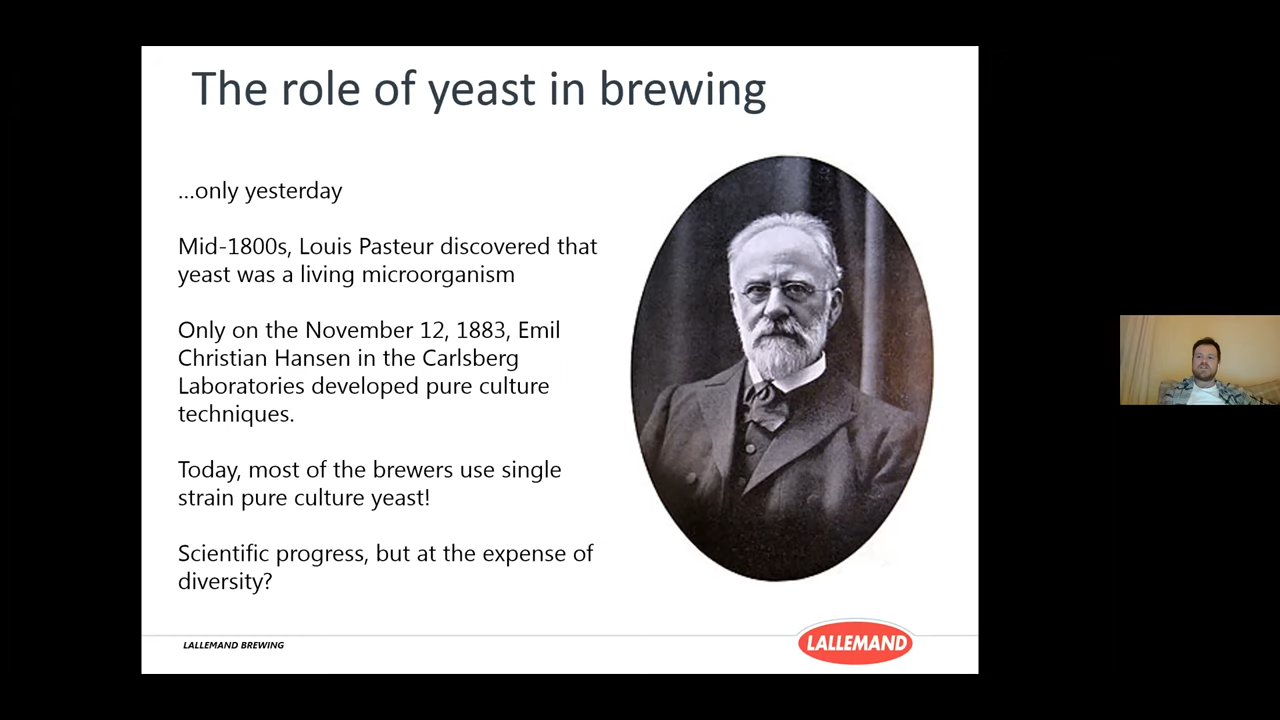 The role of yeast in brewing
...only yesterday
Mid-1800s, Louis Pasteur discovered that
yeast was a living microorganism
Only on the November 12, 1883, Emil
Christian Hansen in the Carlsberg
Laboratories developed pure culture
techniques.
Today, most of the brewers use single
strain pure culture yeast!
Scientific progress, but at the expense of
diversity?
LALLEMAND BREWING
LALLEMAND